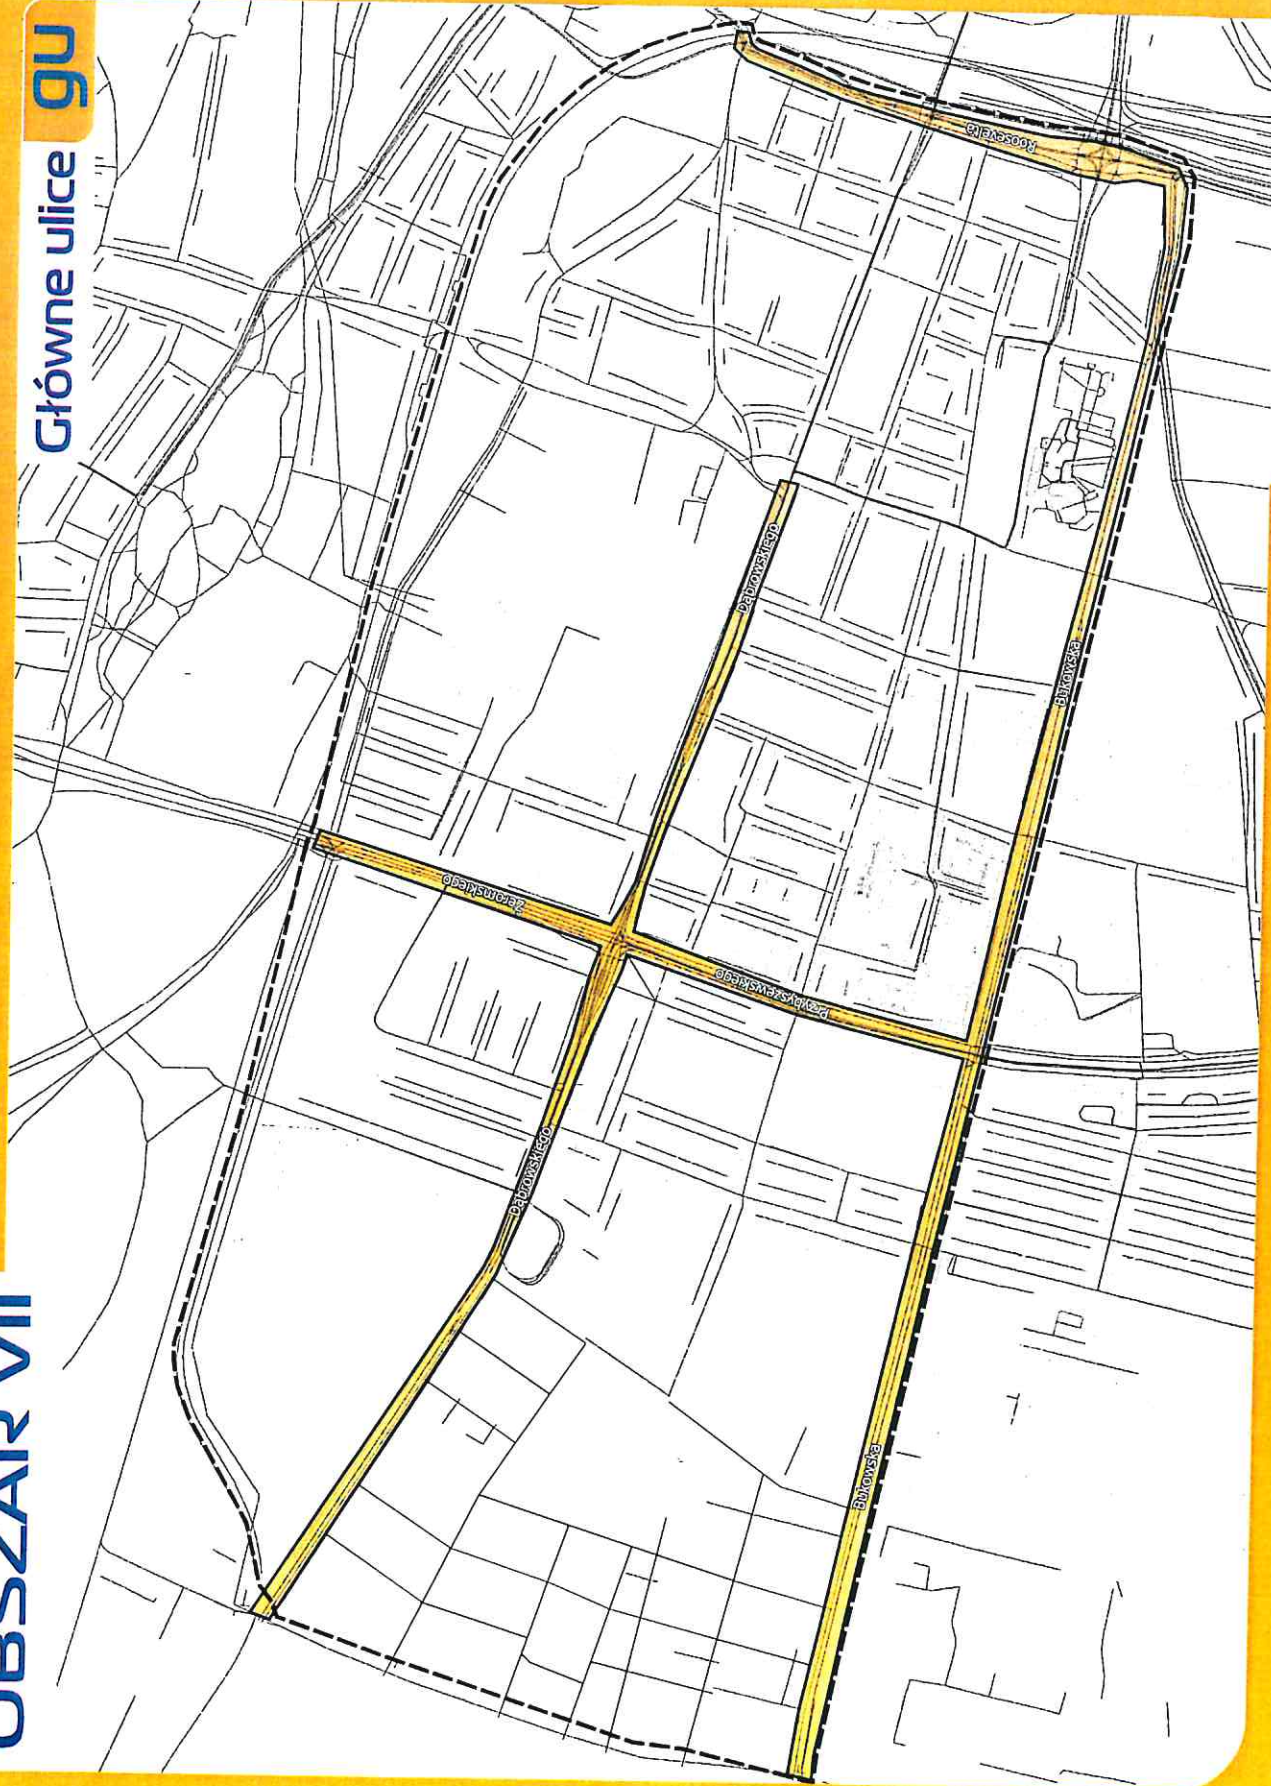 OBSZAR VII
Główne ulice gu
Dąbrowskiego
Dąbrowskiego
Żeromskiego
Przybyszewskiego
Bukowska
Bukowska
Roosevelta